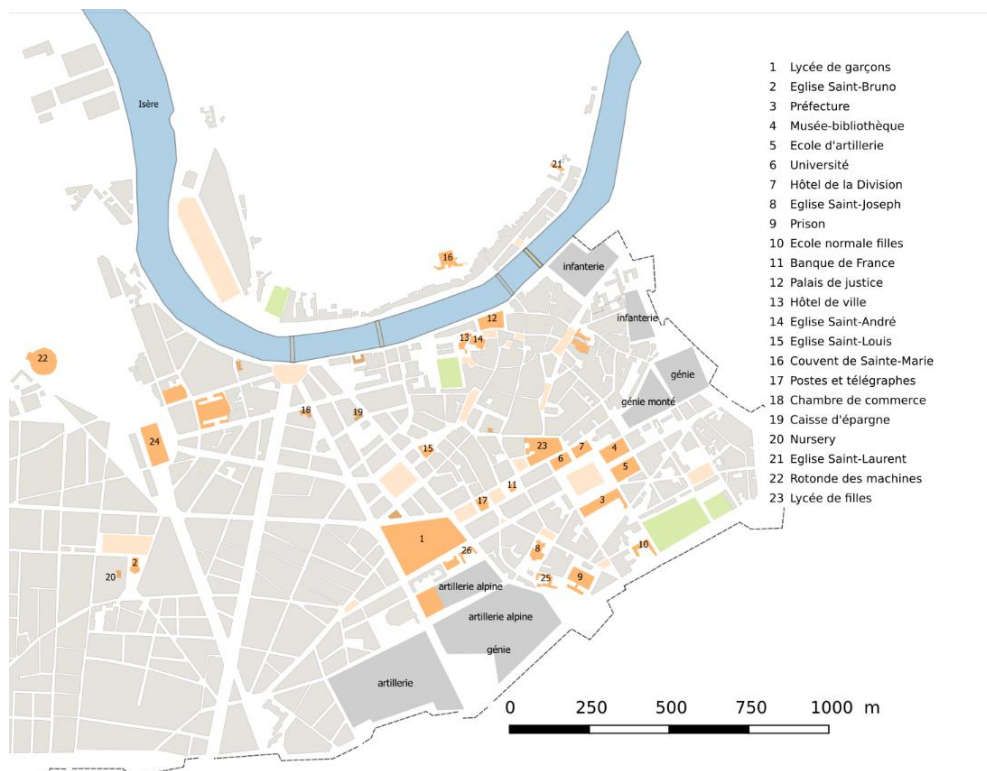 Isère
21
16
infanterie
infanterie
12
13
14
22
génie
génie monté
18
19
24
15
23
7
4
6
5
11
17
3
1
26
8
10
2
20
25
9
artillerie alpine
artillerie alpine
génie
artillerie
1 Lycée de garçons
2 Eglise Saint-Bruno
3 Préfecture
4 Musée-bibliothèque
5 Ecole d'artillerie
6 Université
7 Hôtel de la Division
8 Eglise Saint-Joseph
9 Prison
10 Ecole normale filles
11 Banque de France
12 Palais de justice
13 Hôtel de ville
14 Eglise Saint-André
15 Eglise Saint-Louis
16 Couvent de Sainte-Marie
17 Postes et télégraphes
18 Chambre de commerce
19 Caisse d'épargne
20 Nursery
21 Eglise Saint-Laurent
22 Rotonde des machines
23 Lycée de filles
0 250 500 750 1000 m